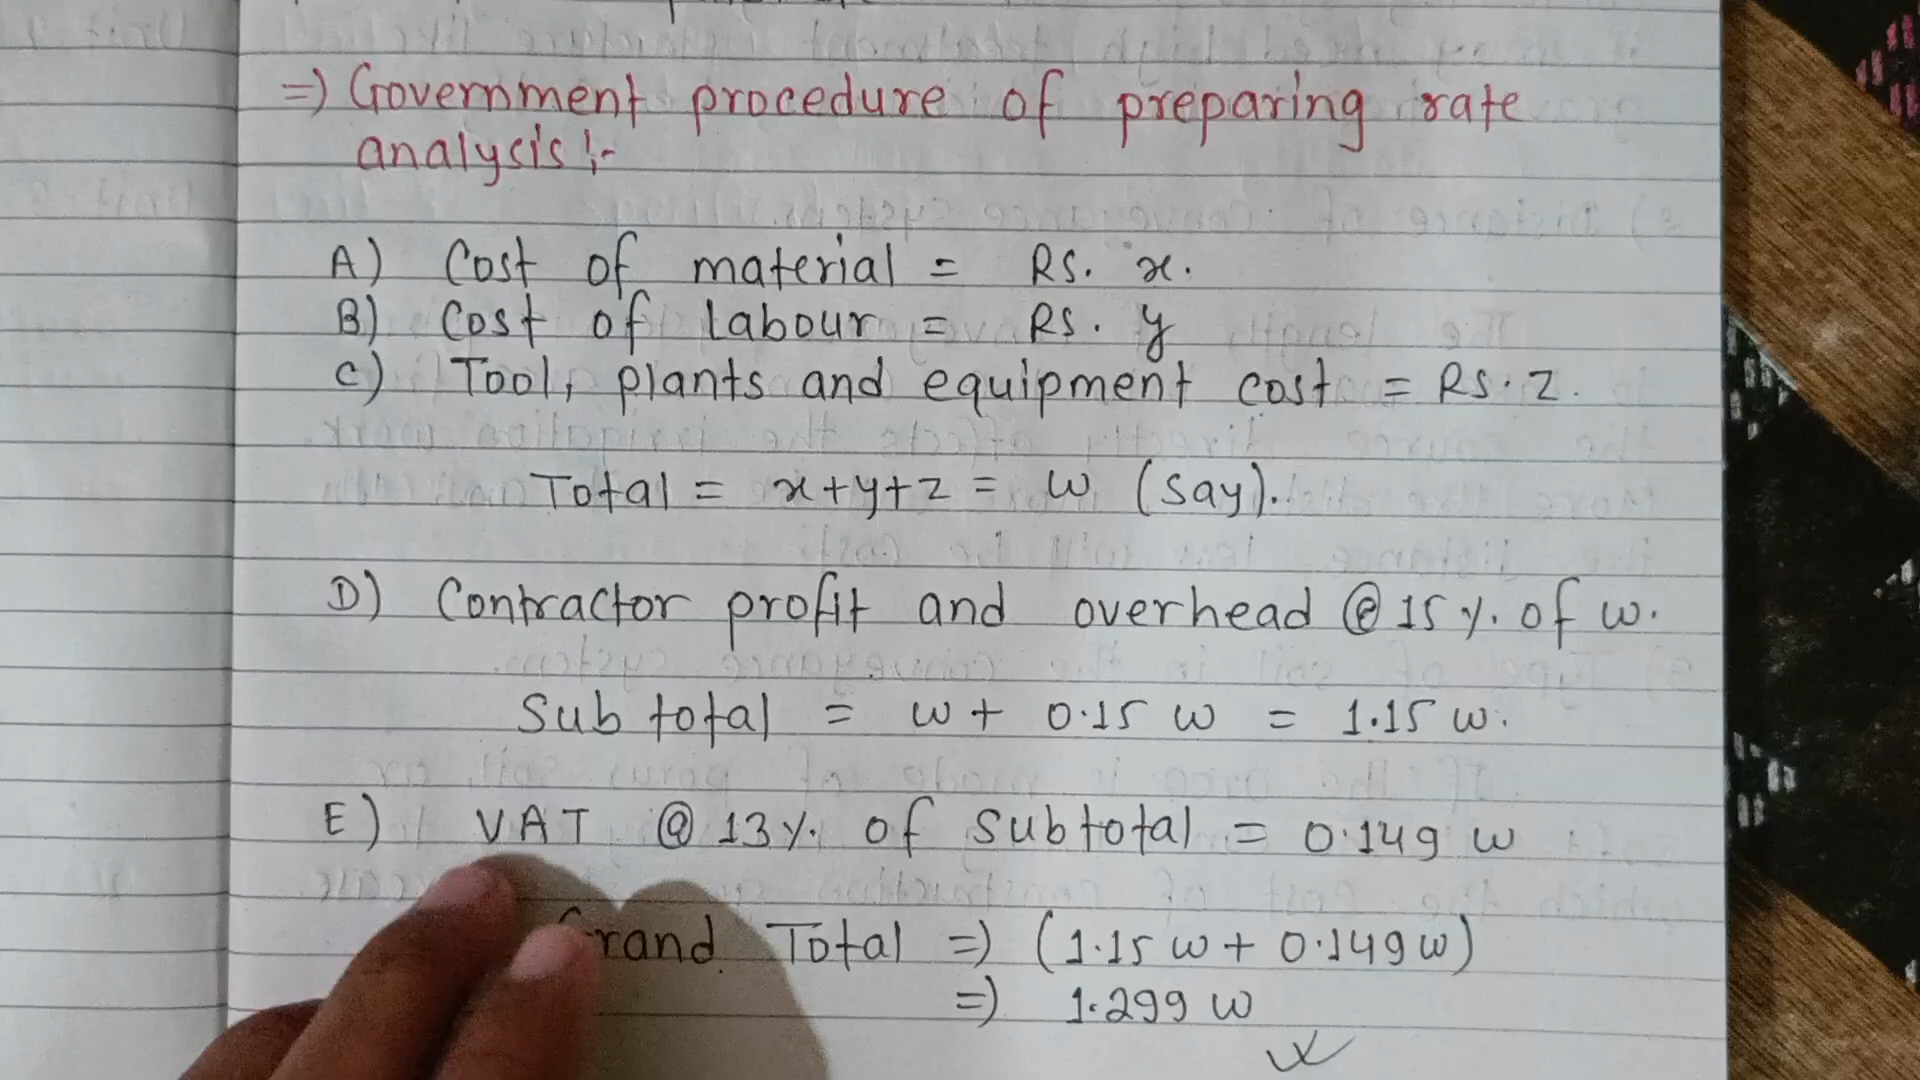 =) Government procedure of preparing rate
analysis :-
A) Cost of material = RS. x.
B) Cost of labour = RS. y
C) Tool, plants and equipment cost = RS. z.
Total = x+y+z = w (say).
D) Contractor profit and overhead @ 15 %. of w.
Sub total = w + 0.15 w = 1.15 w.
E) VAT @ 13 %. of subtotal = 0.149 w
Grand Total =) (1.15 w + 0.149 w)
=) 1.299 w